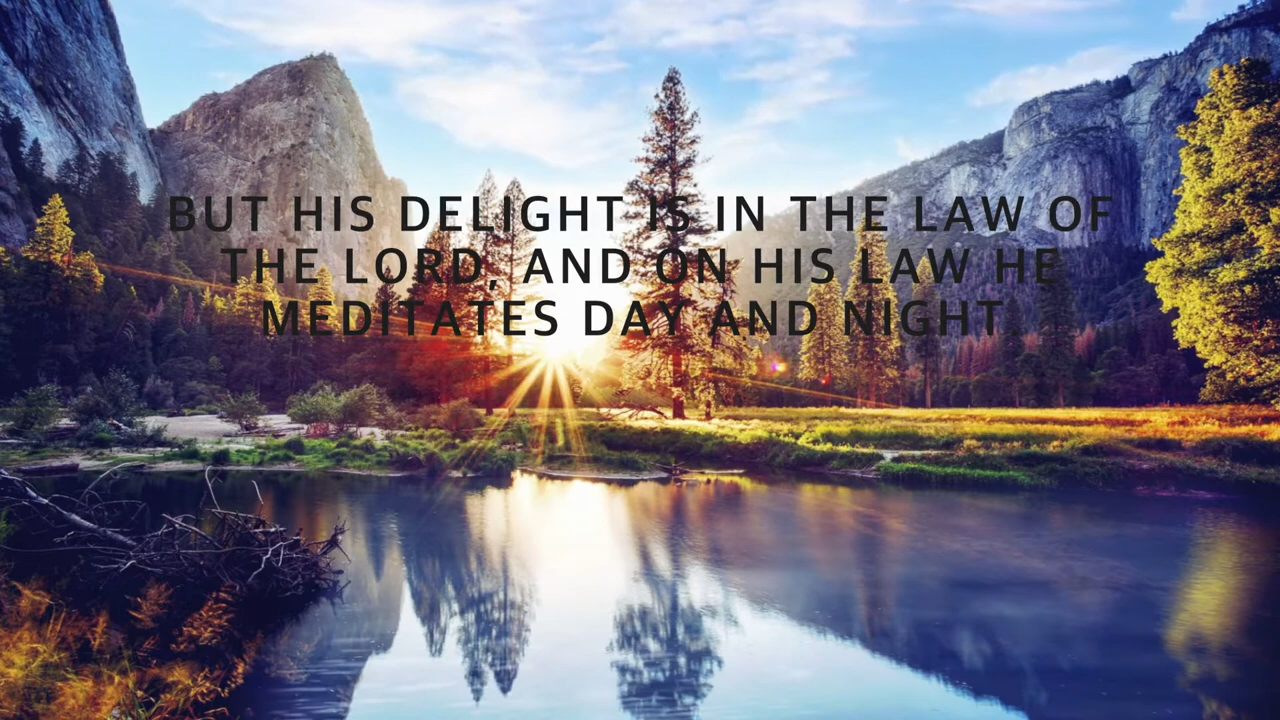 BUT HIS DELIGHT IS IN THE LAW OF
THE LORD, AND ON HIS LAW HE
MEDITATES DAY AND NIGHT.